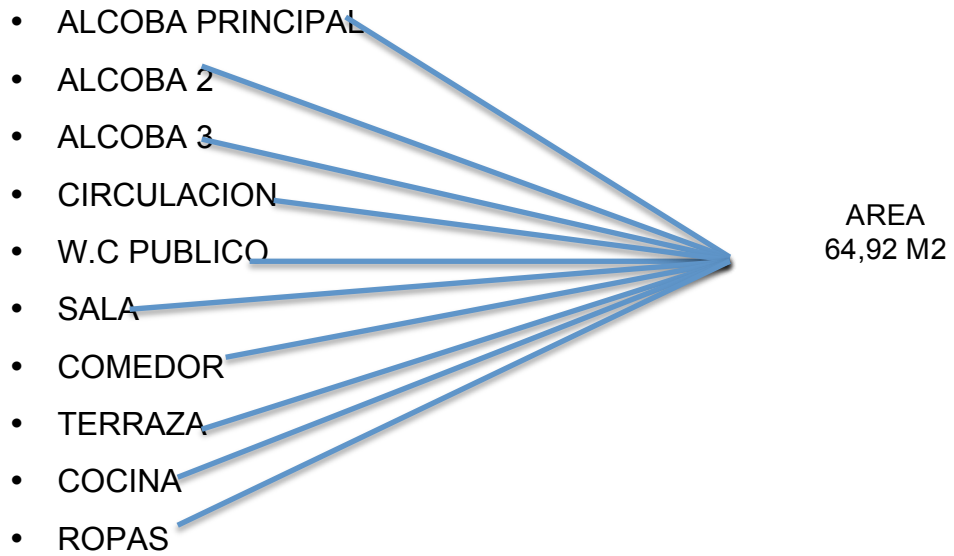 • ALCOBA PRINCIPAL
• ALCOBA 2
• ALCOBA 3
• CIRCULACION
• W.C PUBLICO
• SALA
• COMEDOR
• TERRAZA
• COCINA
• ROPAS
AREA
64,92 M2